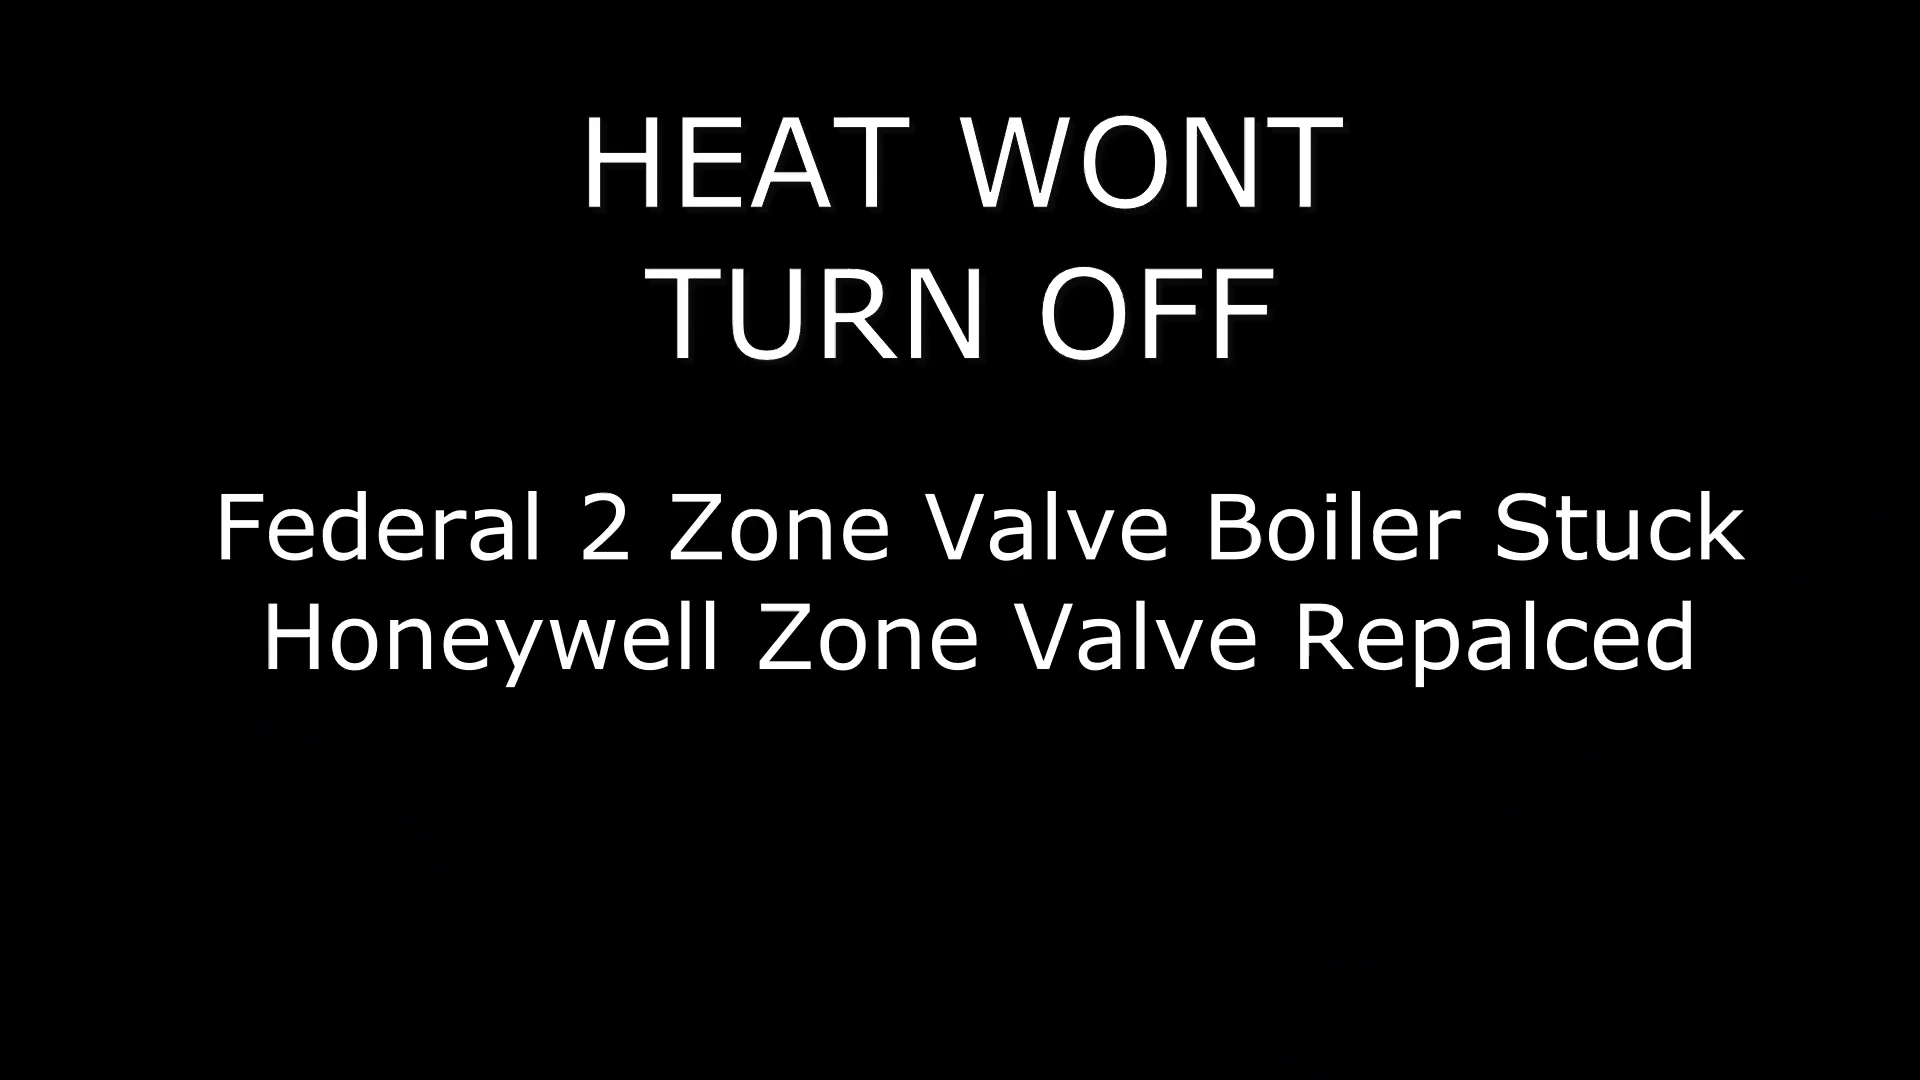 HEAT WONT
TURN OFF
Federal 2 Zone Valve Boiler Stuck
Honeywell Zone Valve Repalced